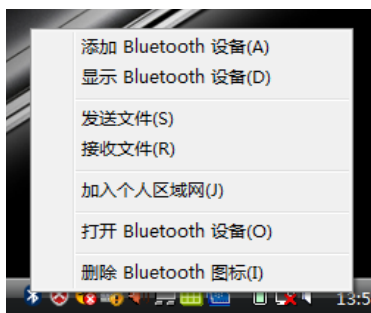 添加 Bluetooth 设备(A)
显示 Bluetooth 设备(D)
发送文件(S)
接收文件(R)
加入个人区域网(J)
打开 Bluetooth 设备(O)
删除 Bluetooth 图标(I)
13:5